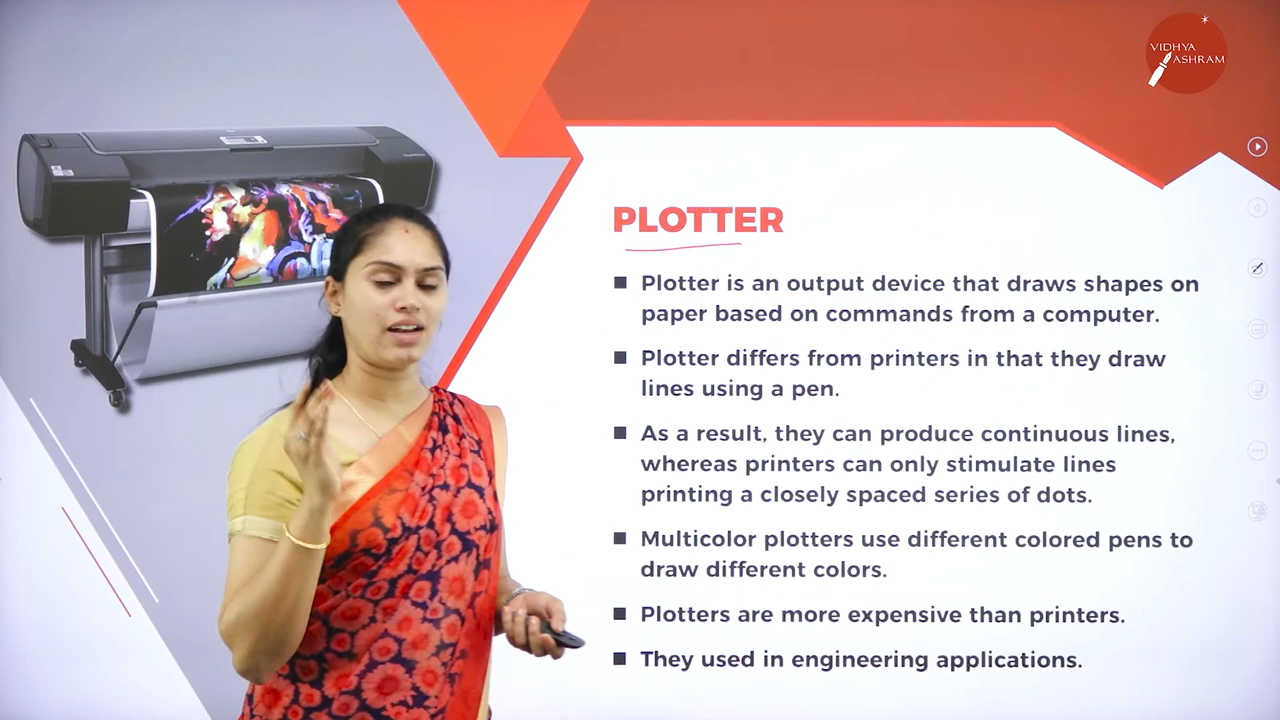 VIDHYA
ASHRAM
PLOTTER
■ Plotter is an output device that draws shapes on
paper based on commands from a computer.
■ Plotter differs from printers in that they draw
lines using a pen.
■ As a result, they can produce continuous lines,
whereas printers can only stimulate lines
printing a closely spaced series of dots.
■ Multicolor plotters use different colored pens to
draw different colors.
■ Plotters are more expensive than printers.
■ They used in engineering applications.